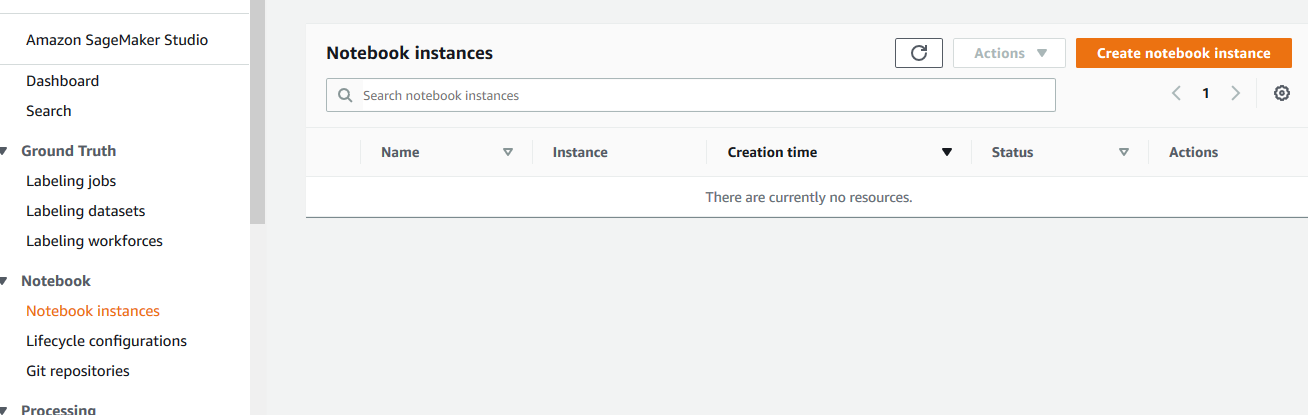 Amazon SageMaker Studio
Dashboard
Search
Ground Truth
Labeling jobs
Labeling datasets
Labeling workforces
Notebook
Notebook instances
Lifecycle configurations
Git repositories
Processing
Notebook instances
Actions
Create notebook instance
Search notebook instances
1
Name Instance Creation time Status Actions
There are currently no resources.